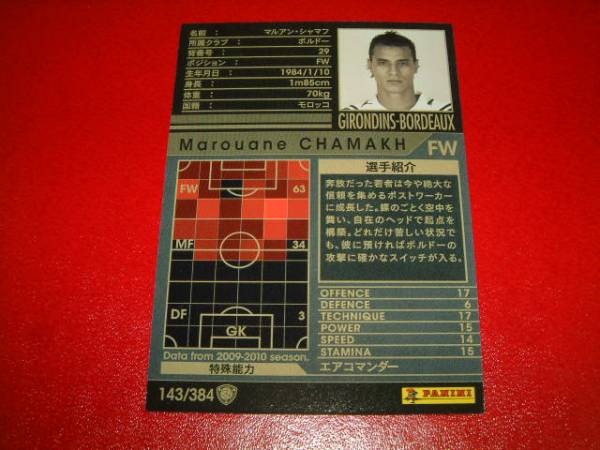 名前 : マルアン・シャマフ
所属クラブ : ボルドー
背番号 : 29
ポジション : FW
生年月日 : 1984/1/10
身長 : 1m85cm
体重 : 70kg
国籍 : モロッコ
GIRONDINS-BORDEAUX
Marouane CHAMAKH FW
FW 63
MF 34
DF 3
GK
Data from 2009-2010 season.
特殊能力
選手紹介
奔放だった若者は今や絶大な
信頼を集めるポストワーカー
に成長した。蝶のごとく空中を
舞い、自在のヘッドで起点を
構築。どれだけ苦しい状況で
も、彼に預ければボルドーの
攻撃に確かなスイッチが入る。
OFFENCE 17
DEFENCE 6
TECHNIQUE 17
POWER 15
SPEED 14
STAMINA 15
エアコマンダー
143/384
PANINI